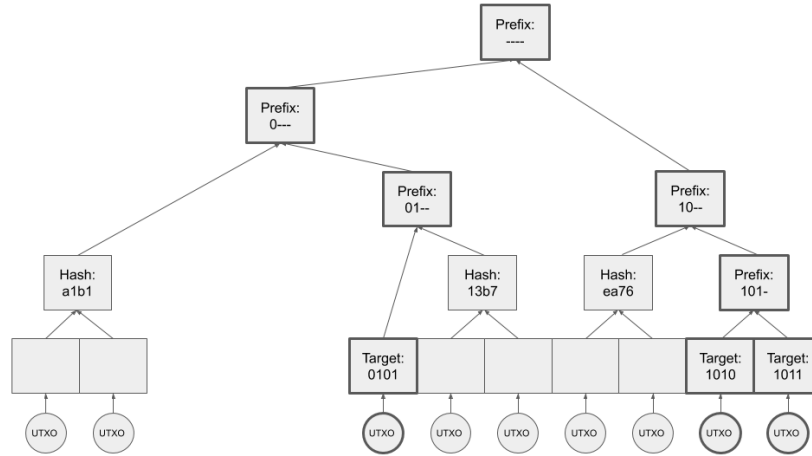 Prefix:
----
Prefix:
0---
Prefix:
01--
Prefix:
10--
Hash:
a1b1
Hash:
13b7
Hash:
ea76
Prefix:
101-
Target:
0101
Target:
1010
Target:
1011
UTXO
UTXO
UTXO
UTXO
UTXO
UTXO
UTXO
UTXO
UTXO